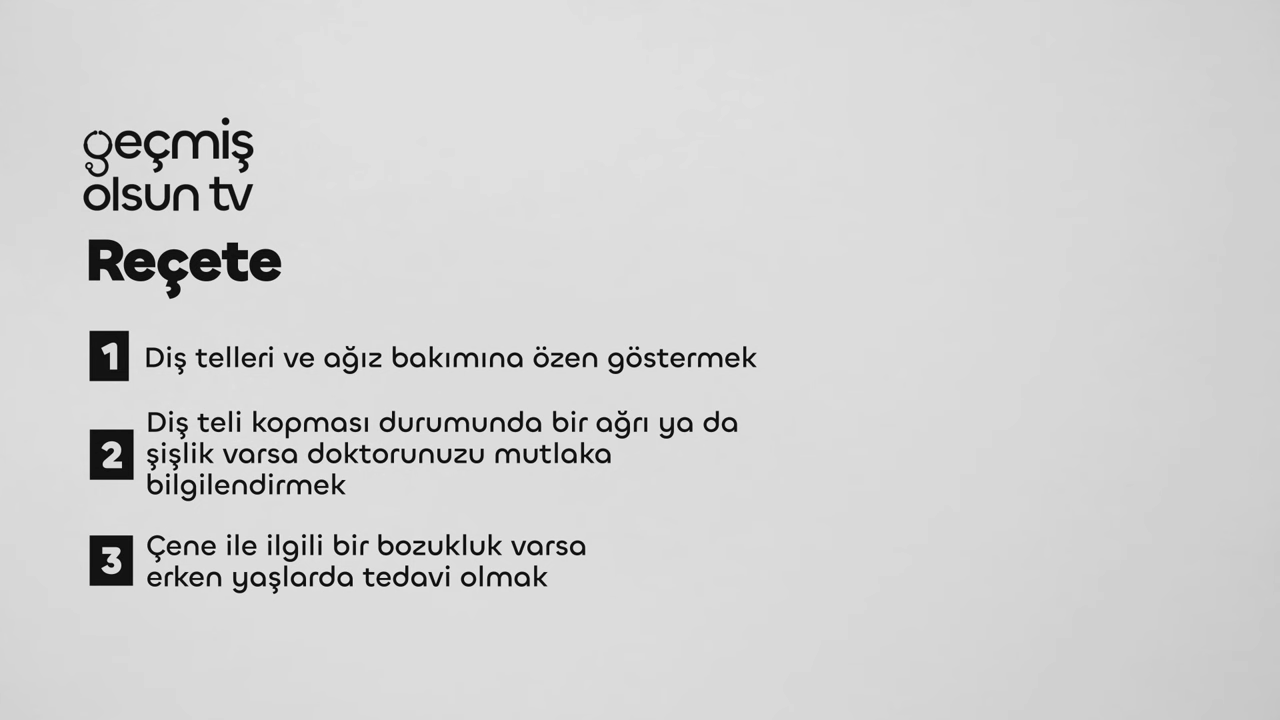 geçmiş
olsun tv
Reçete
1 Diş telleri ve ağız bakımına özen göstermek
2 Diş teli kopması durumunda bir ağrı ya da
şişlik varsa doktorunuzu mutlaka
bilgilendirmek
3 Çene ile ilgili bir bozukluk varsa
erken yaşlarda tedavi olmak